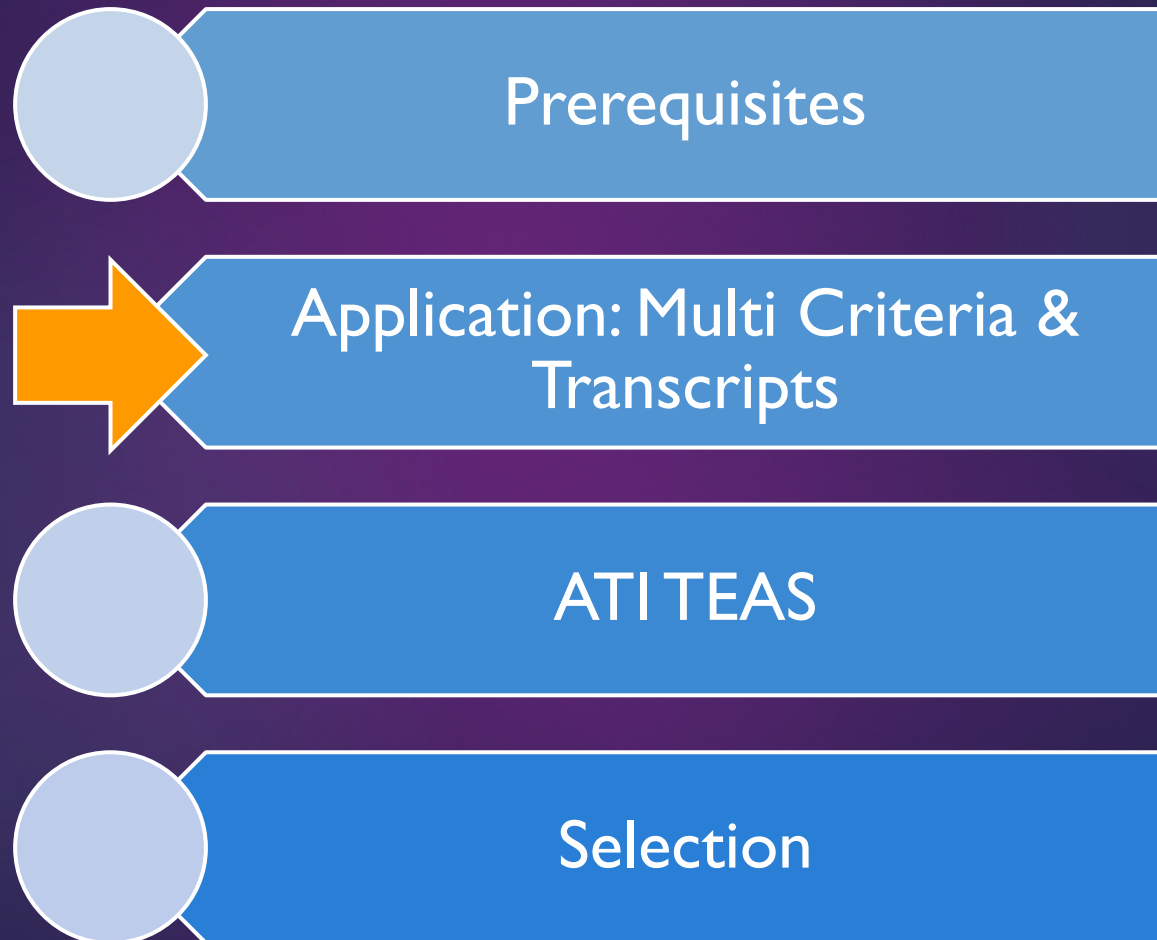 Prerequisites
Application: Multi Criteria &
Transcripts
ATI TEAS
Selection